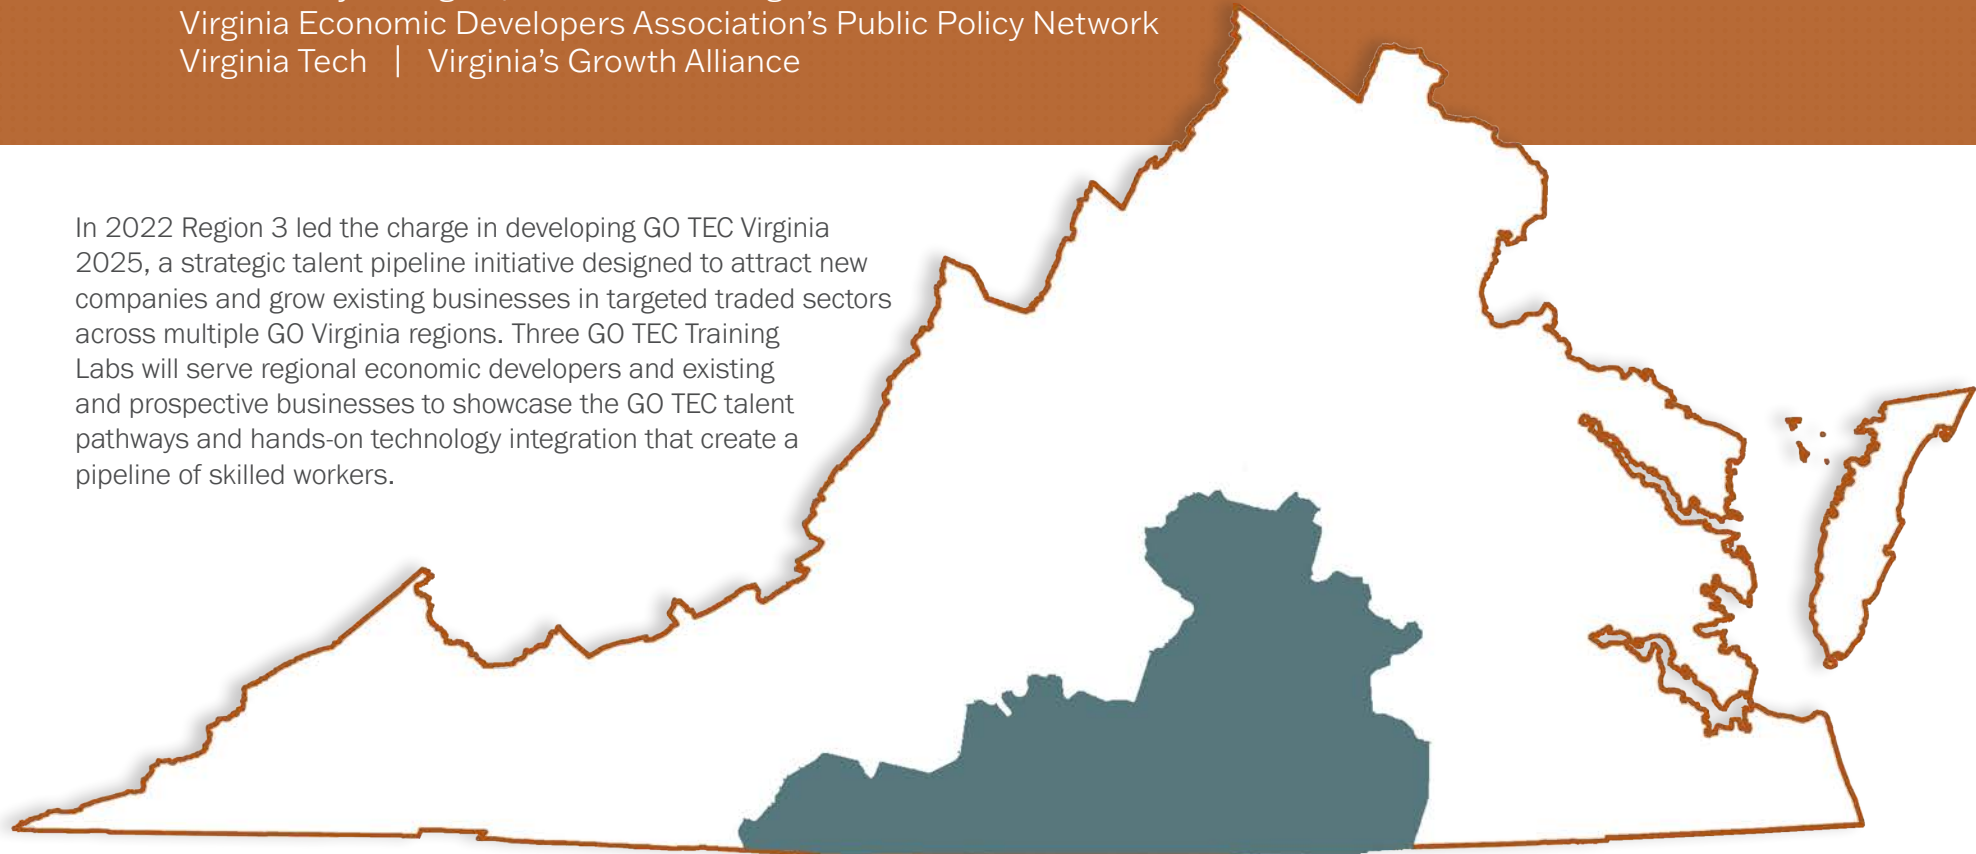 Virginia Economic Developers Association’s Public Policy Network
Virginia Tech | Virginia’s Growth Alliance
In 2022 Region 3 led the charge in developing GO TEC Virginia
2025, a strategic talent pipeline initiative designed to attract new
companies and grow existing businesses in targeted traded sectors
across multiple GO Virginia regions. Three GO TEC Training
Labs will serve regional economic developers and existing
and prospective businesses to showcase the GO TEC talent
pathways and hands-on technology integration that create a
pipeline of skilled workers.